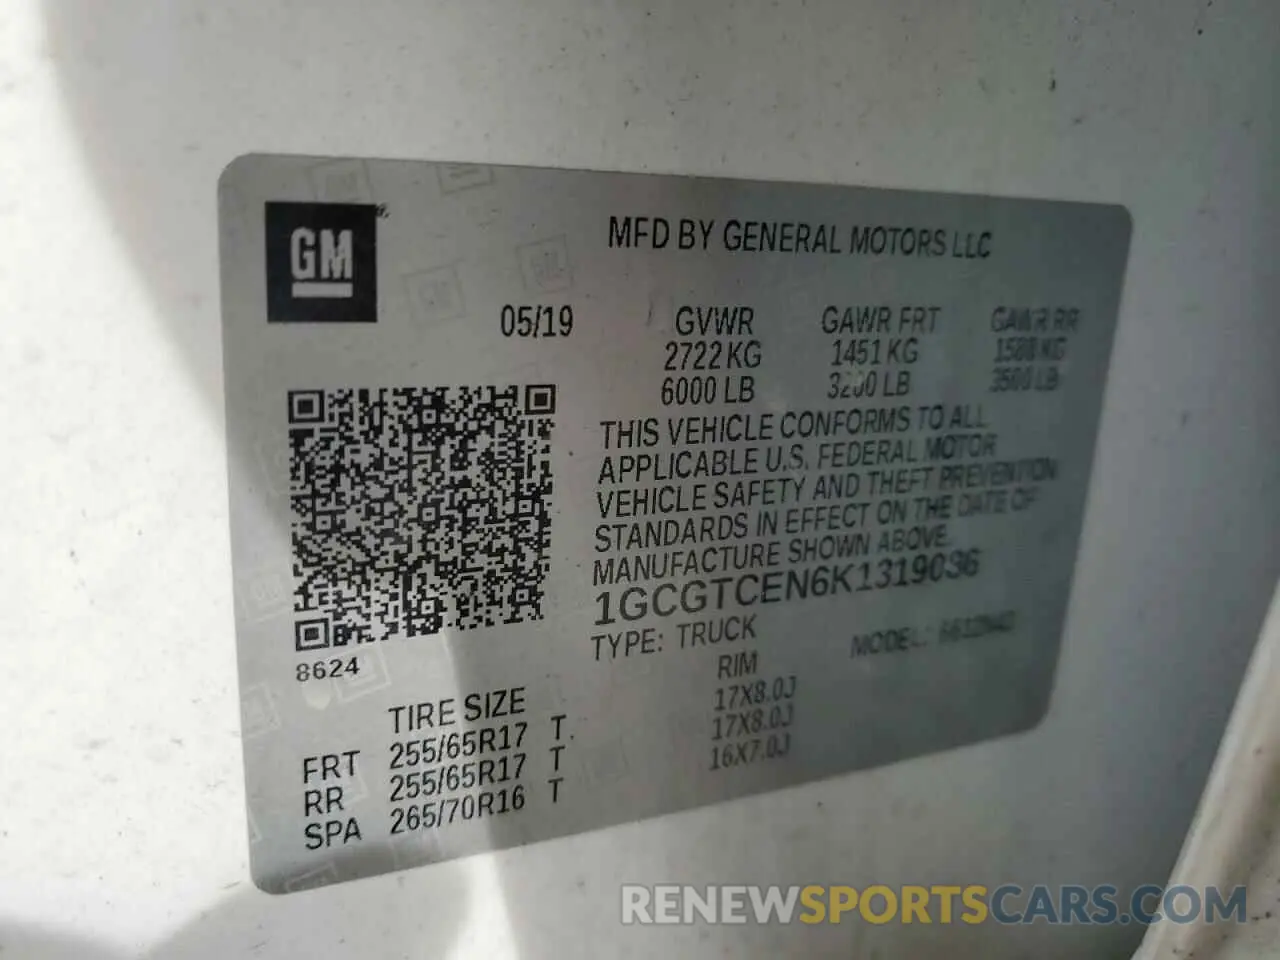 GM
MFD BY GENERAL MOTORS LLC
05/19 GVWR GAWR FRT GAWR RR
2722 KG 1451 KG 1588 KG
6000 LB 3200 LB 3500 LB
THIS VEHICLE CONFORMS TO ALL
APPLICABLE U.S. FEDERAL MOTOR
VEHICLE SAFETY AND THEFT PREVENTION
STANDARDS IN EFFECT ON THE DATE OF
MANUFACTURE SHOWN ABOVE.
1GCGTCEN6K1319036
TYPE: TRUCK MODEL:
8624
TIRE SIZE RIM
FRT 255/65R17 T 17X8.0J
RR 255/65R17 T 17X8.0J
SPA 265/70R16 T 16X7.0J
RENEWSPORTSCARS.COM